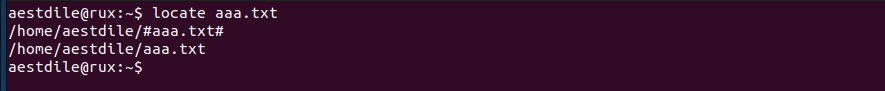 aestdile@rux:~$ locate aaa.txt
/home/aestdile/#aaa.txt#
/home/aestdile/aaa.txt
aestdile@rux:~$